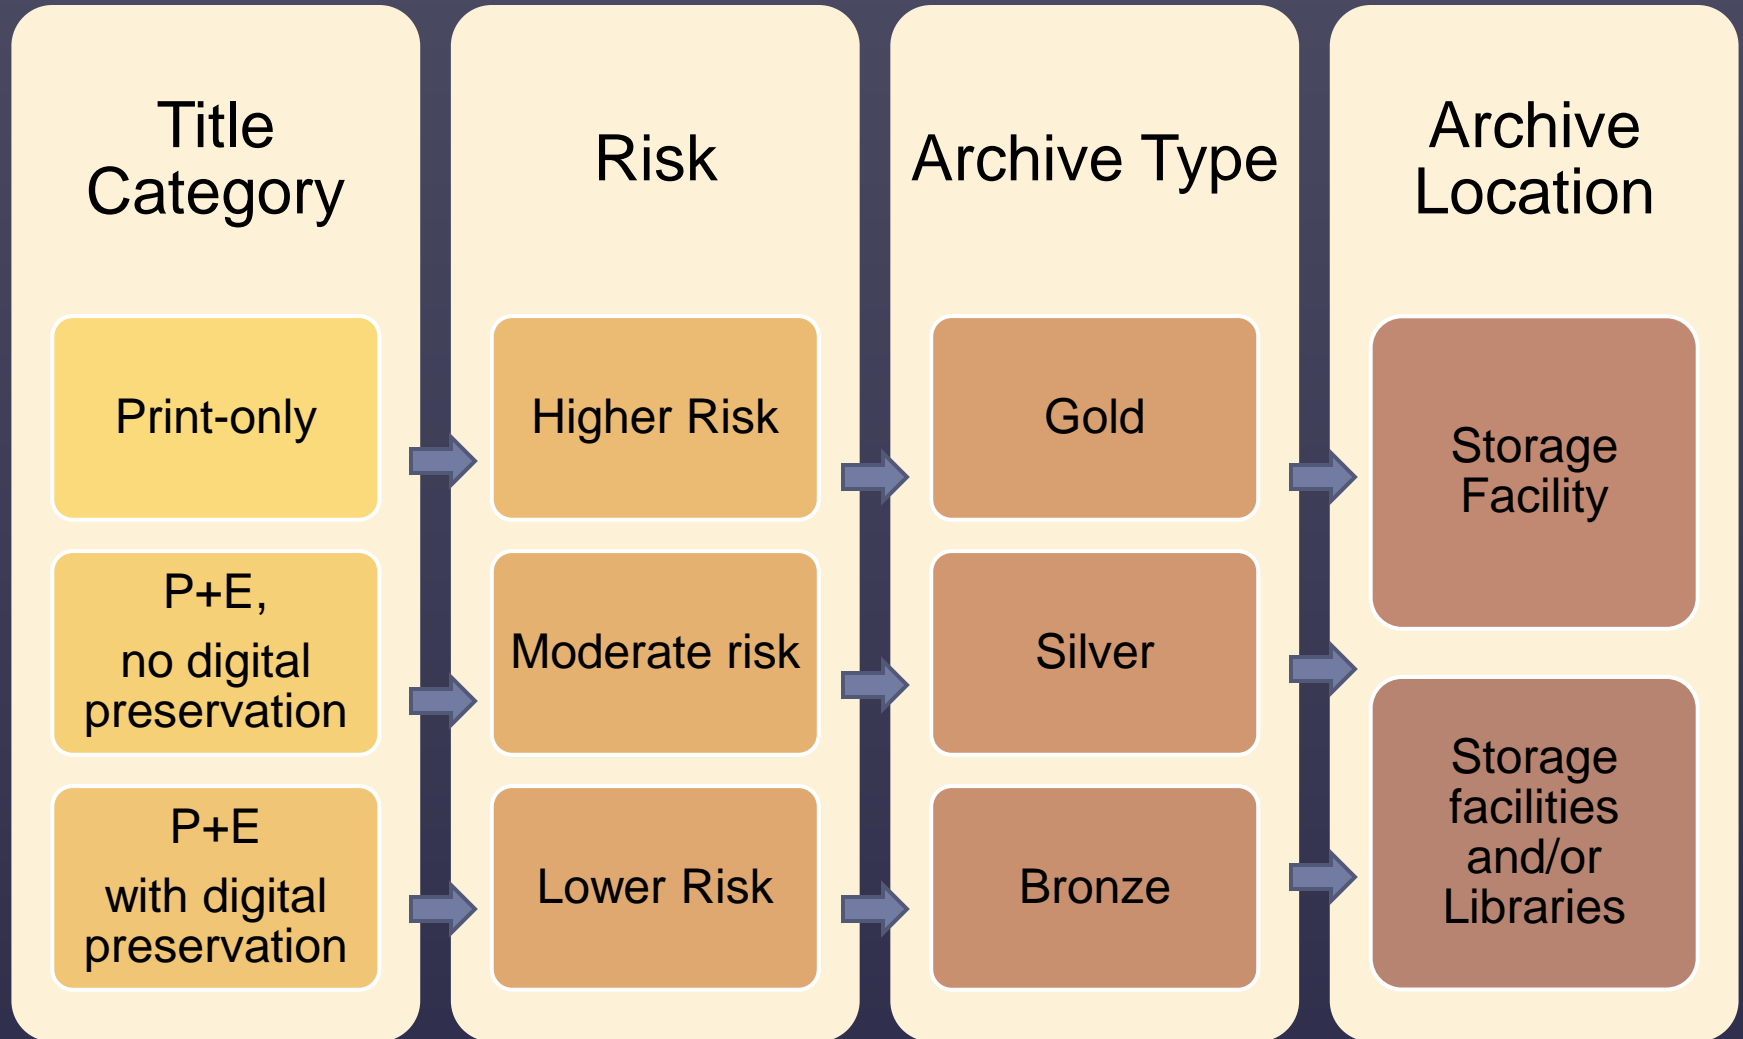 Title
Category
Print-only
P+E,
no digital
preservation
P+E
with digital
preservation
Risk
Higher Risk
Moderate risk
Lower Risk
Archive Type
Gold
Silver
Bronze
Archive
Location
Storage
Facility
Storage
facilities
and/or
Libraries